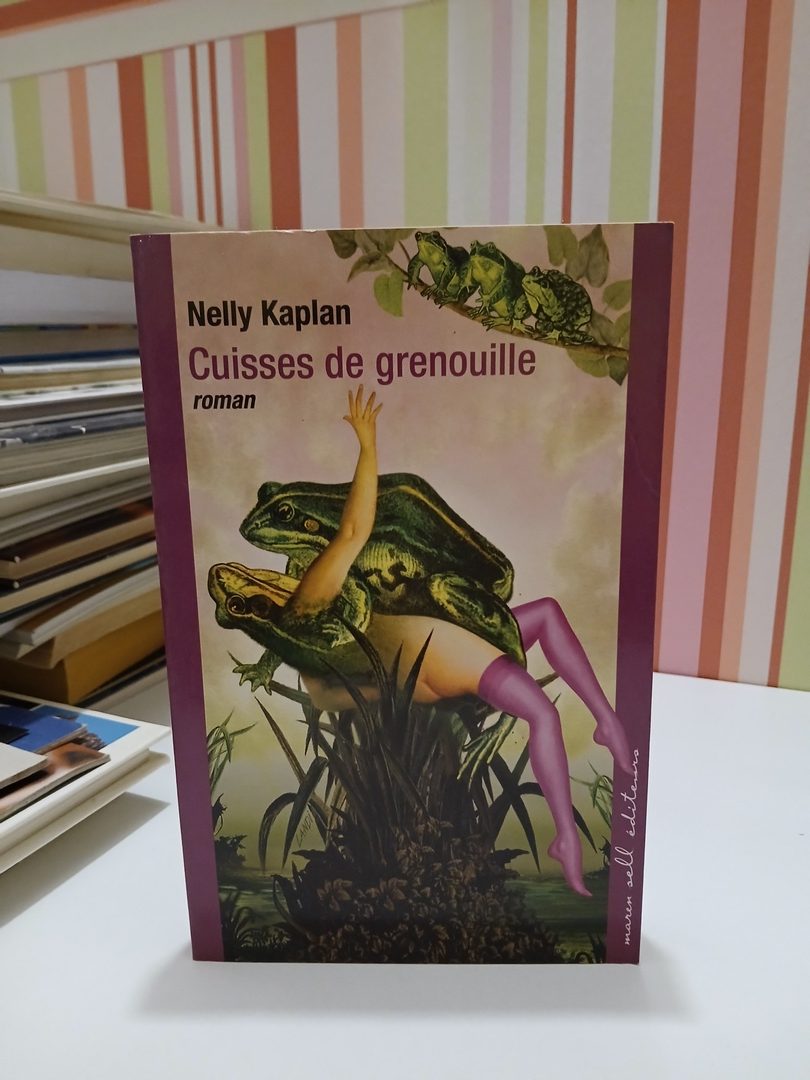 Nelly Kaplan
Cuisses de grenouille
roman
maren sell éditeurs